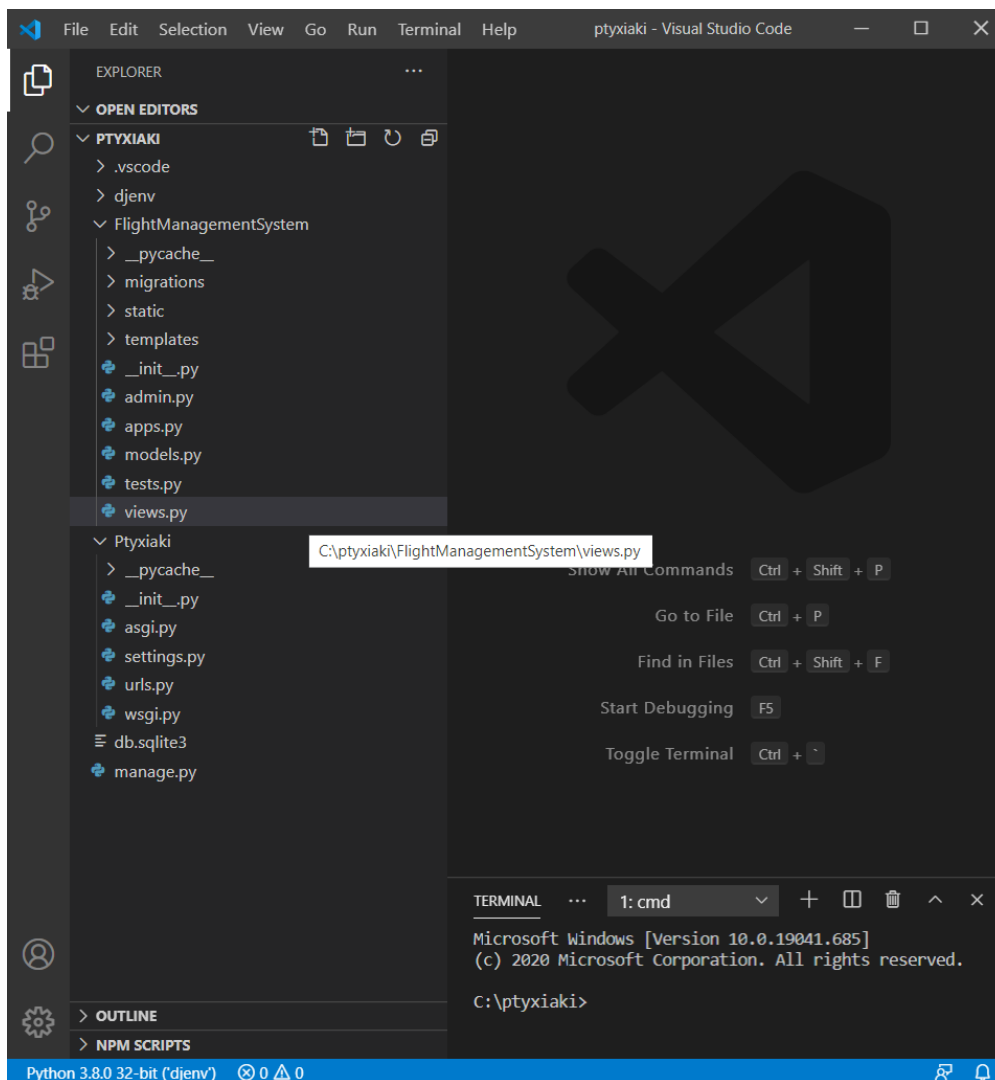 File Edit Selection View Go Run Terminal Help ptyxiaki - Visual Studio Code
EXPLORER
OPEN EDITORS
PTYXIAKI
.vscode
djenv
FlightManagementSystem
__pycache__
migrations
static
templates
__init__.py
admin.py
apps.py
models.py
tests.py
views.py
Ptyxiaki
C:\ptyxiaki\FlightManagementSystem\views.py
__pycache__
__init__.py
asgi.py
settings.py
urls.py
wsgi.py
db.sqlite3
manage.py
OUTLINE
NPM SCRIPTS
Show All Commands Ctrl + Shift + P
Go to File Ctrl + P
Find in Files Ctrl + Shift + F
Start Debugging F5
Toggle Terminal Ctrl + `
TERMINAL ··· 1: cmd
Microsoft Windows [Version 10.0.19041.685]
(c) 2020 Microsoft Corporation. All rights reserved.
C:\ptyxiaki>
Python 3.8.0 32-bit ('djenv') 0 0